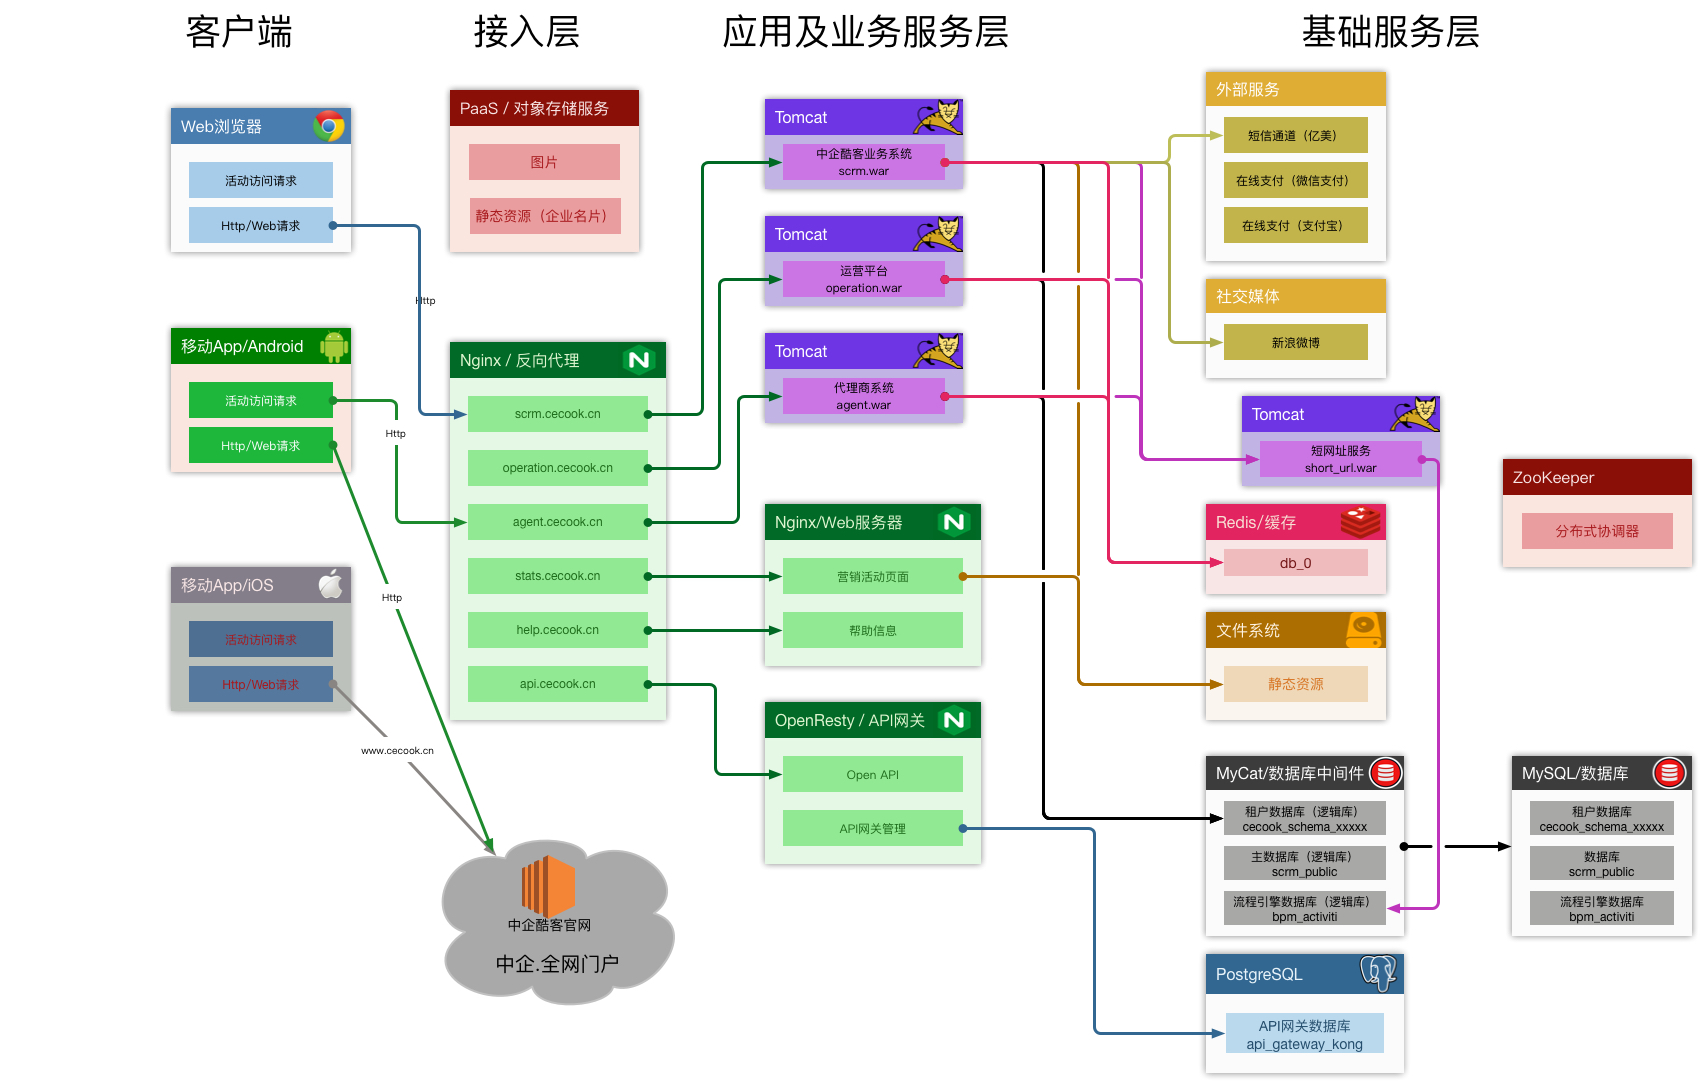 客户端
接入层
应用及业务服务层
基础服务层
Web浏览器
活动访问请求
Http/Web请求
Http
移动App/Android
活动访问请求
Http/Web请求
Http
Http
移动App/iOS
活动访问请求
Http/Web请求
www.cecook.cn
PaaS / 对象存储服务
图片
静态资源（企业名片）
Nginx / 反向代理
scrm.cecook.cn
operation.cecook.cn
agent.cecook.cn
stats.cecook.cn
help.cecook.cn
api.cecook.cn
中企酷客官网
中企.全网门户
Tomcat
中企酷客业务系统
scrm.war
Tomcat
运营平台
operation.war
Tomcat
代理商系统
agent.war
Nginx/Web服务器
营销活动页面
帮助信息
OpenResty / API网关
Open API
API网关管理
外部服务
短信通道（亿美）
在线支付（微信支付）
在线支付（支付宝）
社交媒体
新浪微博
Tomcat
短网址服务
short_url.war
Redis/缓存
db_0
文件系统
静态资源
MyCat/数据库中间件
租户数据库（逻辑库）
cecook_schema_xxxxx
主数据库（逻辑库）
scrm_public
流程引擎数据库（逻辑库）
bpm_activiti
PostgreSQL
API网关数据库
api_gateway_kong
ZooKeeper
分布式协调器
MySQL/数据库
租户数据库
cecook_schema_xxxxx
数据库
scrm_public
流程引擎数据库
bpm_activiti